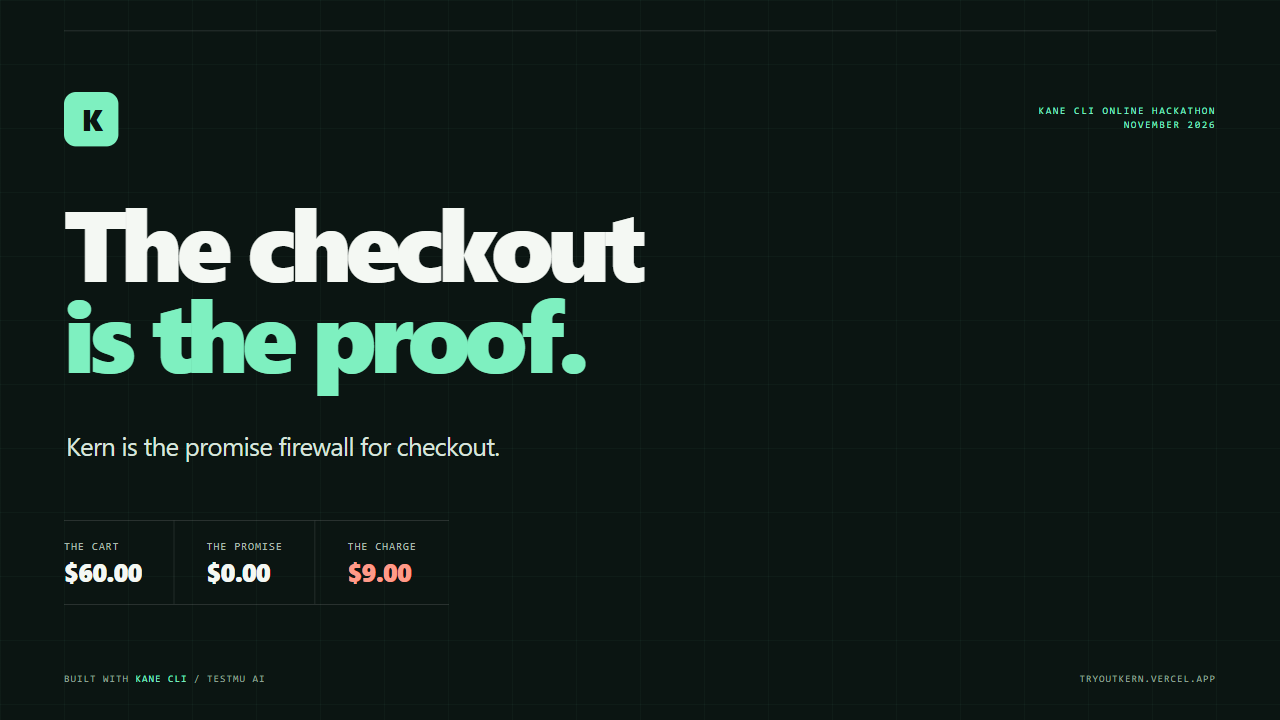 K
KANE CLI ONLINE HACKATHON
NOVEMBER 2026
The checkout
is the proof.
Kern is the promise firewall for checkout.
THE CART
$60.00
THE PROMISE
$0.00
THE CHARGE
$9.00
BUILT WITH KANE CLI / TESTMU AI
TRYOUTKERN.VERCEL.APP